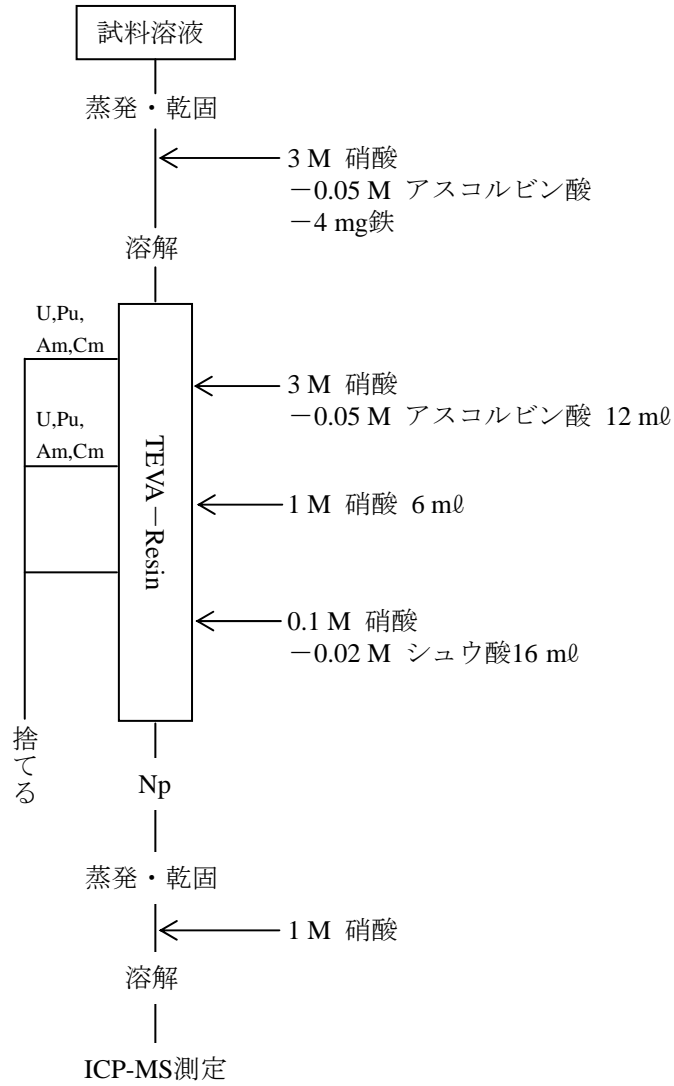 試料溶液
蒸発・乾固
3 M 硝酸
－0.05 M アスコルビン酸
－4 mg鉄
溶解
U,Pu,
Am,Cm
3 M 硝酸
－0.05 M アスコルビン酸 12 mℓ
U,Pu,
Am,Cm
TEVA－Resin
1 M 硝酸 6 mℓ
0.1 M 硝酸
－0.02 M シュウ酸16 mℓ
捨てる
Np
蒸発・乾固
1 M 硝酸
溶解
ICP-MS測定